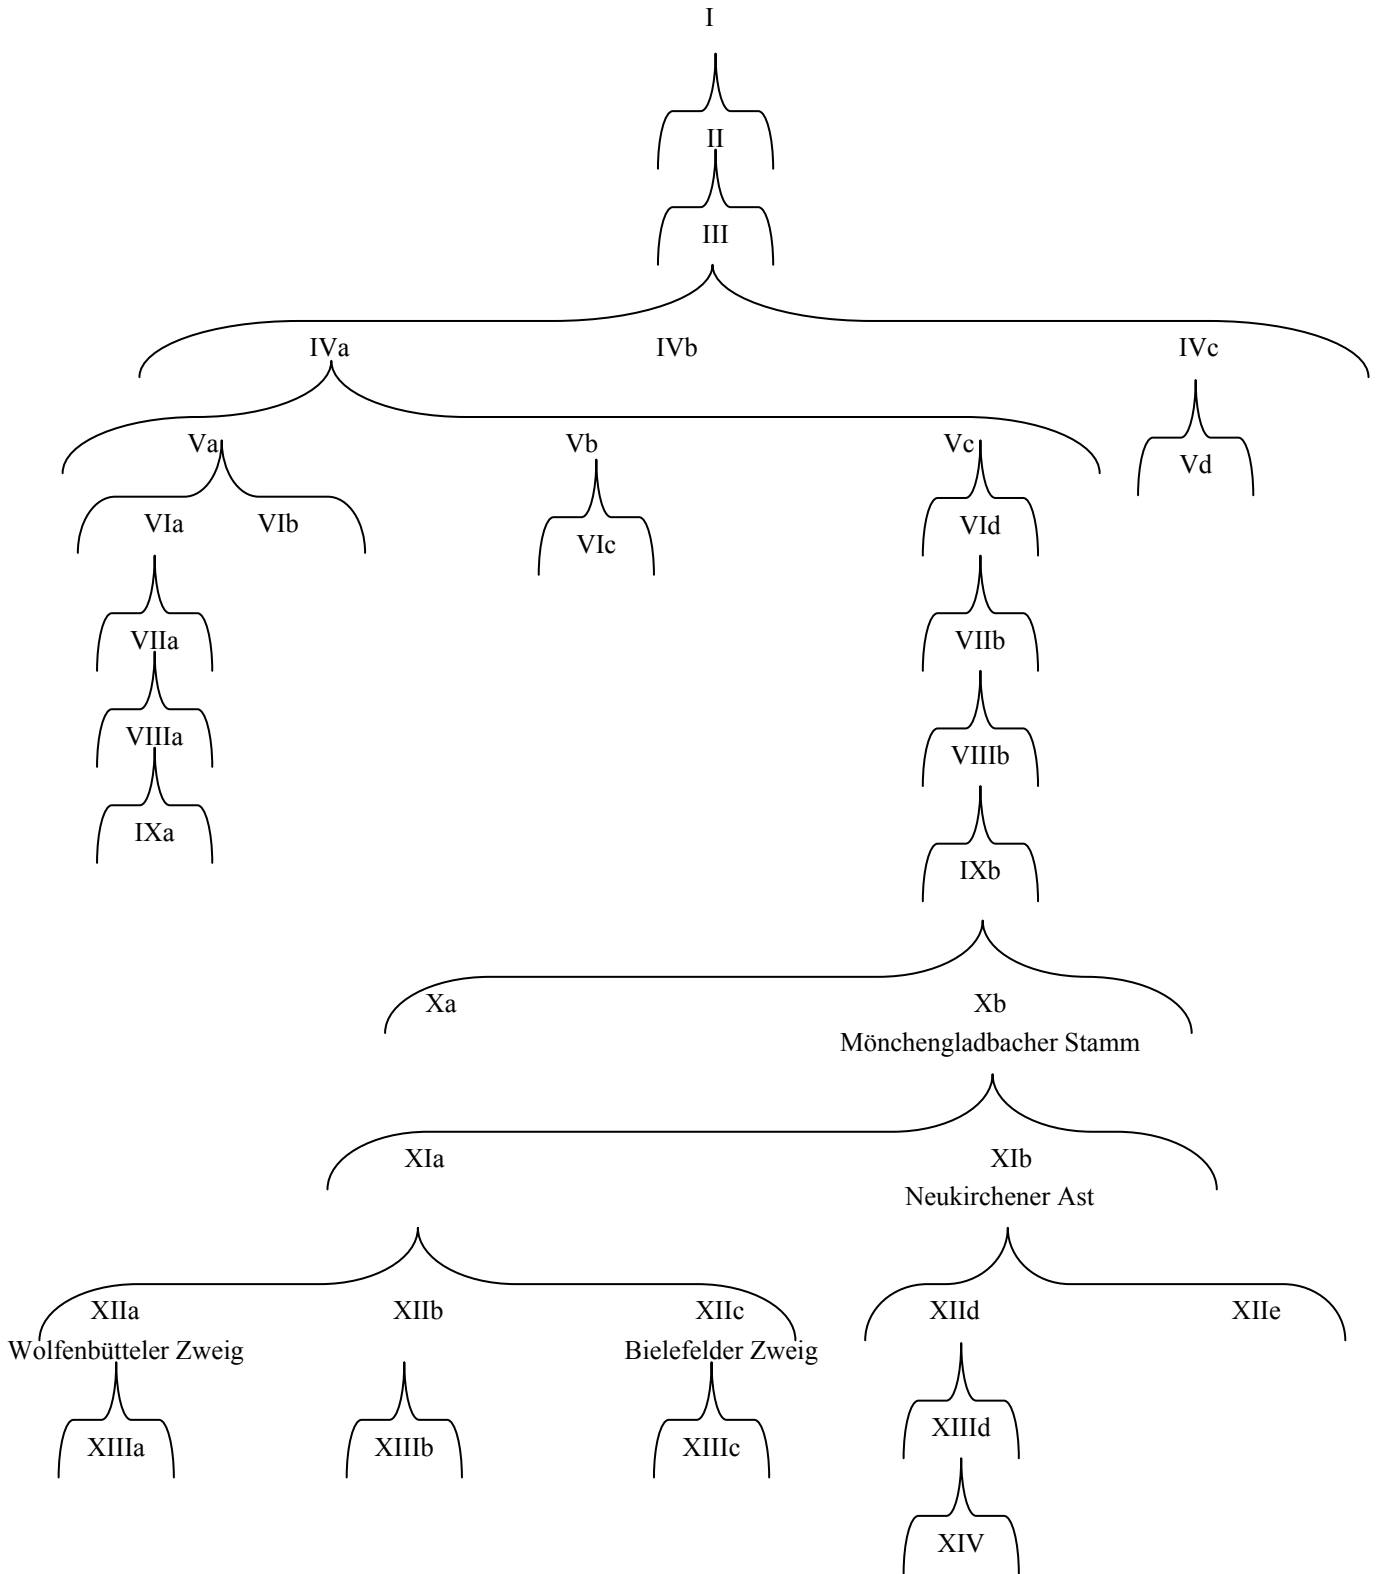 I
II
III
IVa IVb IVc
Va Vb Vc Vd
VIa VIb VIc VId
VIIa VIIb
VIIIa VIIIb
IXa IXb
Xa Xb
Mönchengladbacher Stamm
XIa XIb
Neukirchener Ast
XIIa XIIb XIIc XIId XIIe
Wolfenbütteler Zweig Bielefelder Zweig
XIIIa XIIIb XIIIc XIIId
XIV